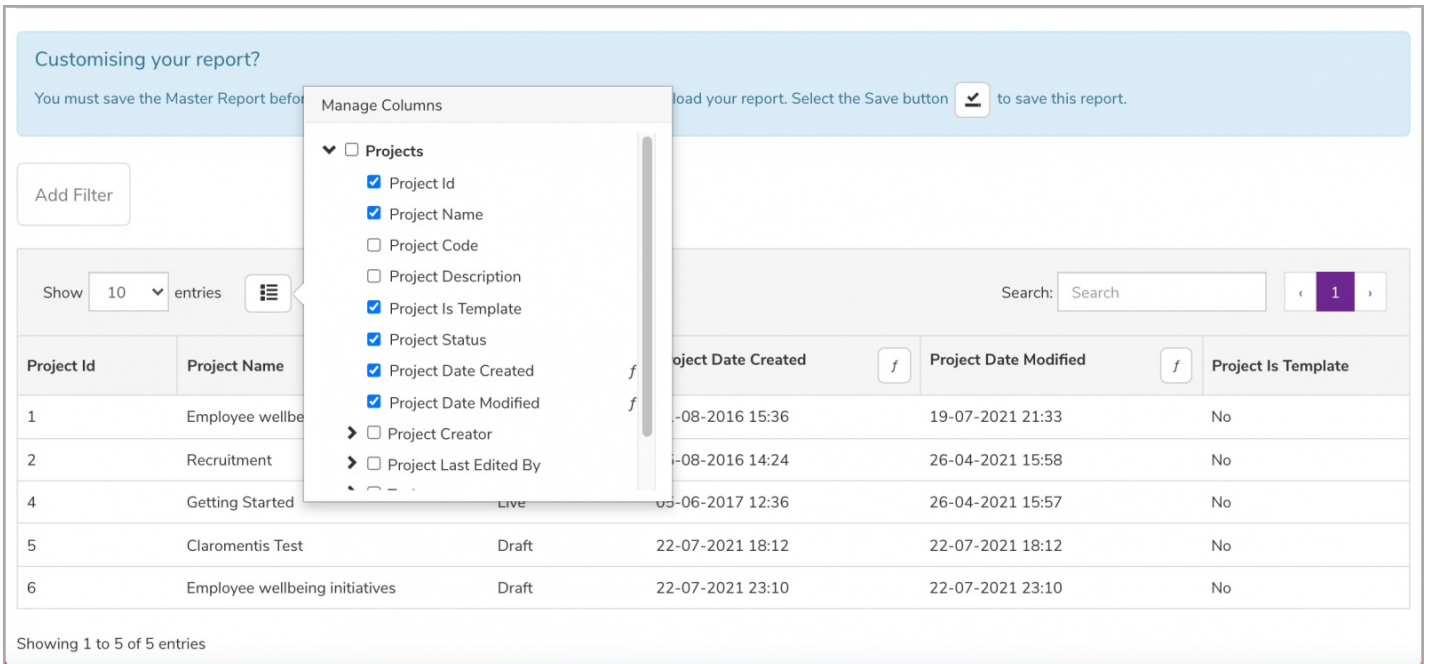 Customising your report?
You must save the Master Report load your report. Select the Save button to save this report.
Manage Columns
Projects
Project Id
Project Name
Project Code
Project Description
Project Is Template
Project Status
Project Date Created f
Project Date Modified f
Project Creator
Project Last Edited By
Add Filter
Show 10 entries Search: Search ‹ 1 ›
Project Id Project Name Project Date Created f Project Date Modified f Project Is Template
1 Employee -08-2016 15:36 19-07-2021 21:33 No
2 Recruitment -08-2016 14:24 26-04-2021 15:58 No
4 Getting Started Live 05-06-2017 12:36 26-04-2021 15:57 No
5 Claromentis Test Draft 22-07-2021 18:12 22-07-2021 18:12 No
6 Employee wellbeing initiatives Draft 22-07-2021 23:10 22-07-2021 23:10 No
Showing 1 to 5 of 5 entries